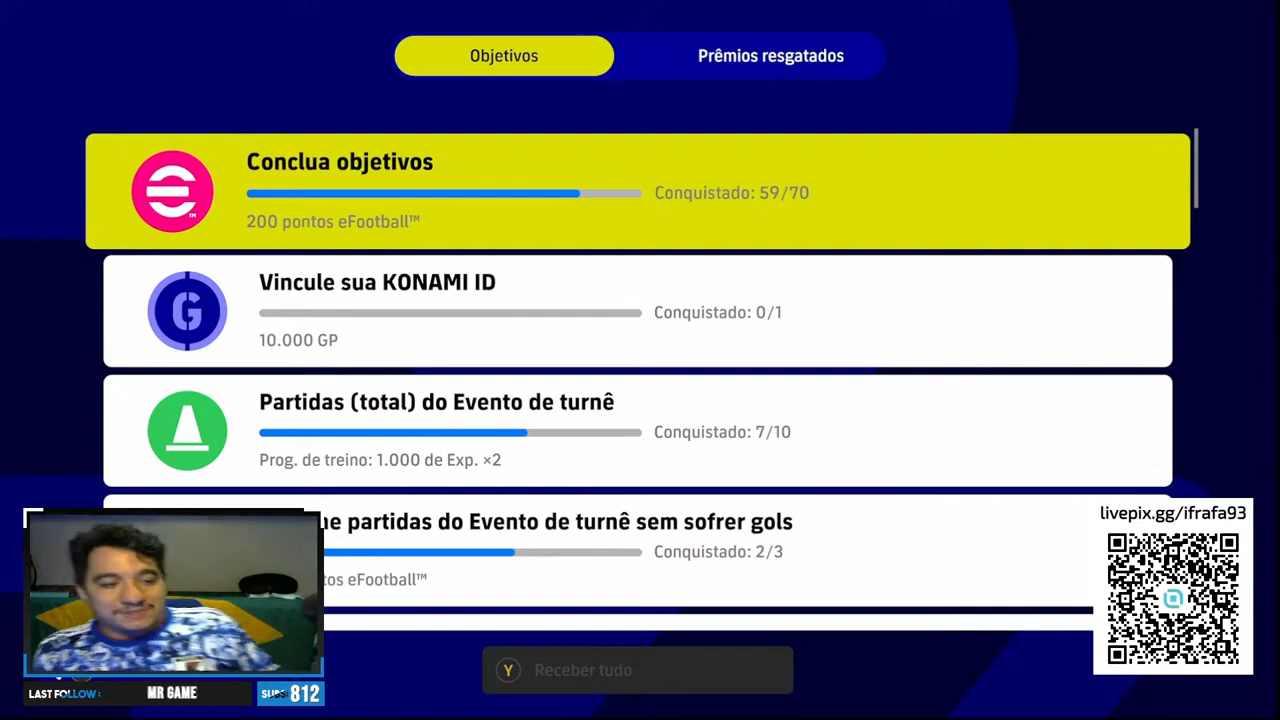 Objetivos
Prêmios resgatados
Conclua objetivos
Conquistado: 59/70
200 pontos eFootball™
Vincule sua KONAMI ID
Conquistado: 0/1
10.000 GP
Partidas (total) do Evento de turnê
Conquistado: 7/10
Prog. de treino: 1.000 de Exp. ×2
partidas do Evento de turnê sem sofrer gols
Conquistado: 2/3
eFootball™
livepix.gg/ifrafa93
Y Receber tudo
LAST FOLLOW : MR GAME
SUBS: 812